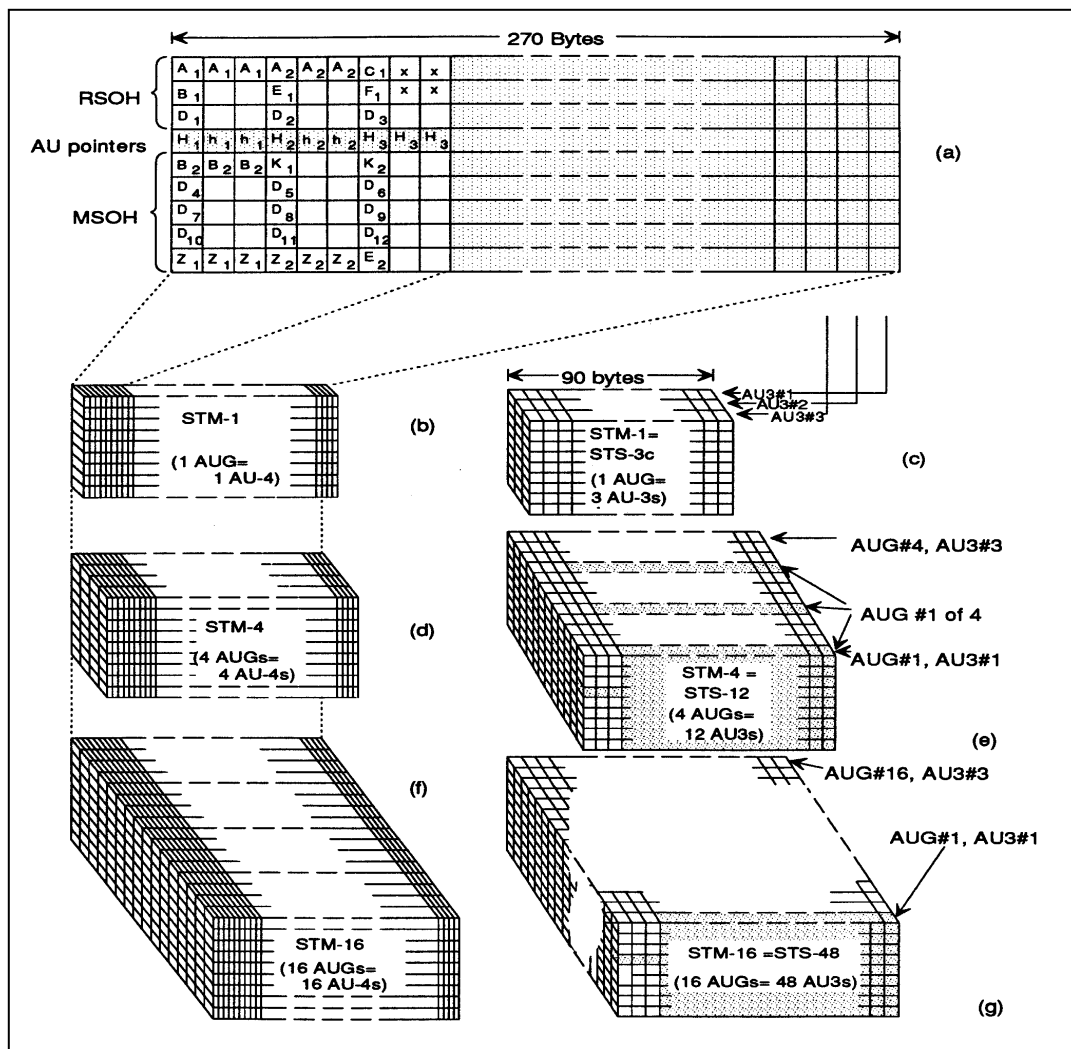 270 Bytes
A1 A1 A1 A2 A2 A2 C1 x x
RSOH
B1 E1 F1 x x
D1 D2 D3
AU pointers
H1 h1 h1 H2 h2 h2 H3 H3 H3
(a)
B2 B2 B2 K1 K2
D4 D5 D6
MSOH
D7 D8 D9
D10 D11 D12
Z1 Z1 Z1 Z2 Z2 Z2 E2
90 bytes
AU3#1
AU3#2
AU3#3
STM-1
(1 AUG=
1 AU-4)
(b)
STM-1=
STS-3c
(1 AUG=
3 AU-3s)
(c)
STM-4
(4 AUGs=
4 AU-4s)
(d)
AUG#4, AU3#3
AUG #1 of 4
AUG#1, AU3#1
STM-4 =
STS-12
(4 AUGs=
12 AU3s)
(e)
STM-16
(16 AUGs=
16 AU-4s)
(f)
AUG#16, AU3#3
AUG#1, AU3#1
STM-16 =STS-48
(16 AUGs= 48 AU3s)
(g)